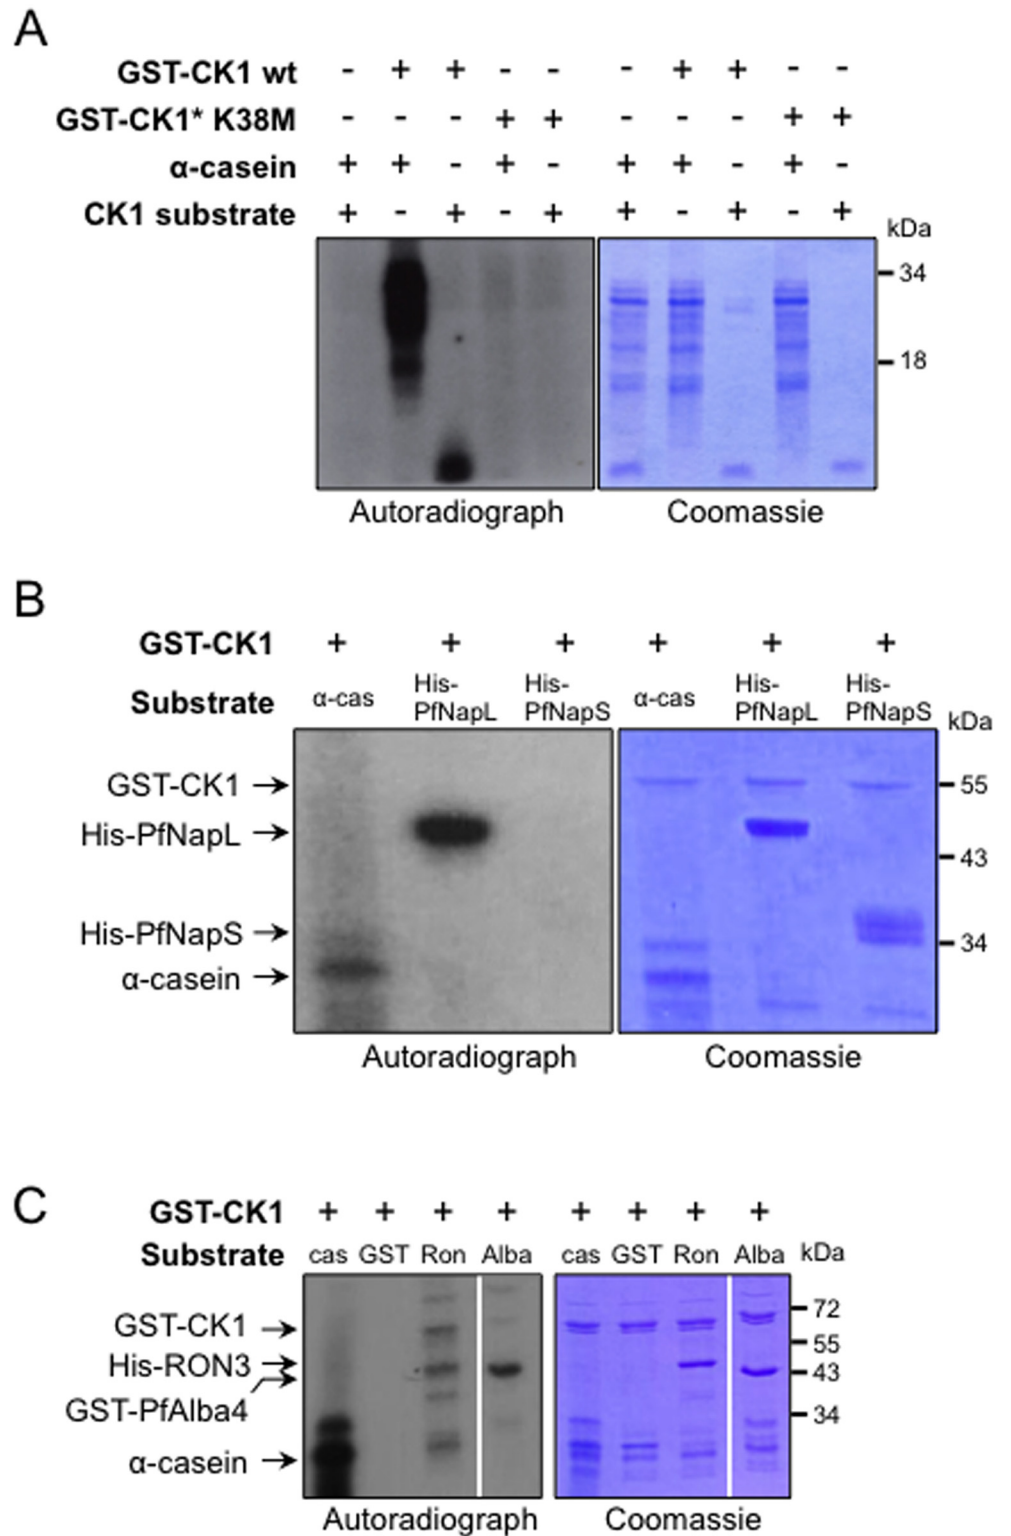 A
GST-CK1 wt - + + - - - + + - -
GST-CK1* K38M - - - + + - - - + +
α-casein + + - + - + + - + -
CK1 substrate + - + - + + - + - +
kDa
34
18
Autoradiograph Coomassie
B
GST-CK1 + + + + + +
Substrate α-cas His-PfNapL His-PfNapS α-cas His-PfNapL His-PfNapS
kDa
GST-CK1 55
His-PfNapL
43
His-PfNapS 34
α-casein
Autoradiograph Coomassie
C
GST-CK1 + + + + + + + +
Substrate cas GST Ron Alba cas GST Ron Alba kDa
72
GST-CK1 55
His-RON3 43
GST-PfAlba4 34
α-casein
Autoradiograph Coomassie